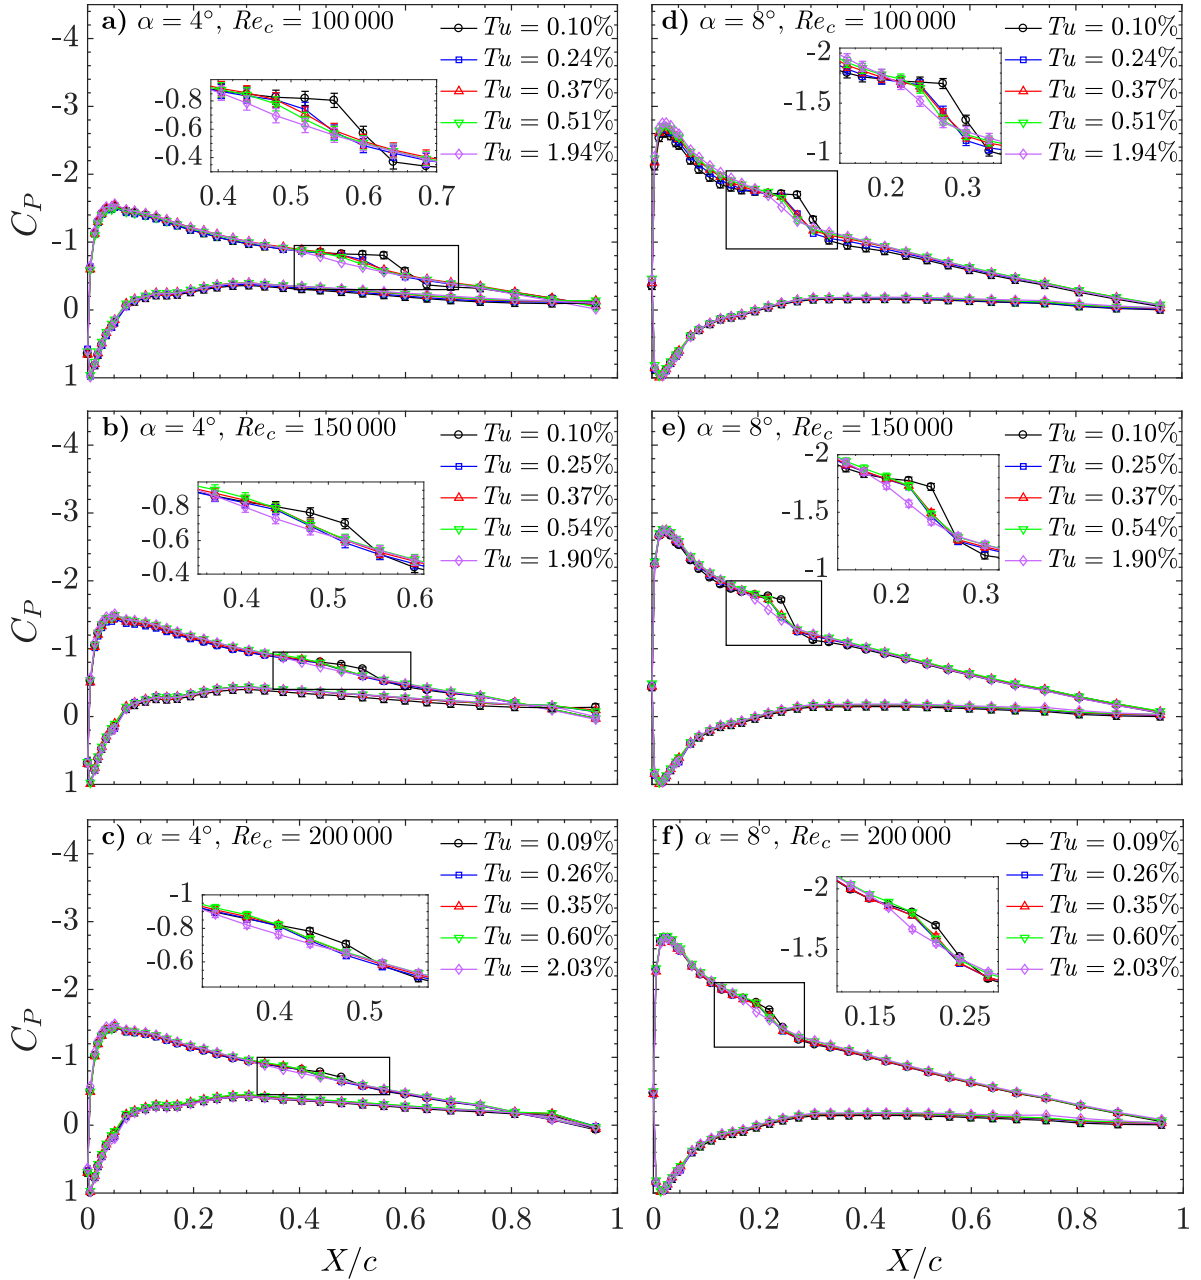 a) α = 4°, Re_c = 100 000
Tu = 0.10%
Tu = 0.24%
Tu = 0.37%
Tu = 0.51%
Tu = 1.94%
-0.8
-0.6
-0.4
0.4 0.5 0.6 0.7
-4
-3
-2
-1
0
1
C_P
d) α = 8°, Re_c = 100 000
Tu = 0.10%
Tu = 0.24%
Tu = 0.37%
Tu = 0.51%
Tu = 1.94%
-2
-1.5
-1
0.2 0.3
b) α = 4°, Re_c = 150 000
Tu = 0.10%
Tu = 0.25%
Tu = 0.37%
Tu = 0.54%
Tu = 1.90%
-0.8
-0.6
-0.4
0.4 0.5 0.6
-4
-3
-2
-1
0
1
C_P
e) α = 8°, Re_c = 150 000
Tu = 0.10%
Tu = 0.25%
Tu = 0.37%
Tu = 0.54%
Tu = 1.90%
-2
-1.5
-1
0.2 0.3
c) α = 4°, Re_c = 200 000
Tu = 0.09%
Tu = 0.26%
Tu = 0.35%
Tu = 0.60%
Tu = 2.03%
-1
-0.8
-0.6
0.4 0.5
-4
-3
-2
-1
0
1
C_P
0 0.2 0.4 0.6 0.8 1
X/c
f) α = 8°, Re_c = 200 000
Tu = 0.09%
Tu = 0.26%
Tu = 0.35%
Tu = 0.60%
Tu = 2.03%
-2
-1.5
0.15 0.25
0 0.2 0.4 0.6 0.8 1
X/c